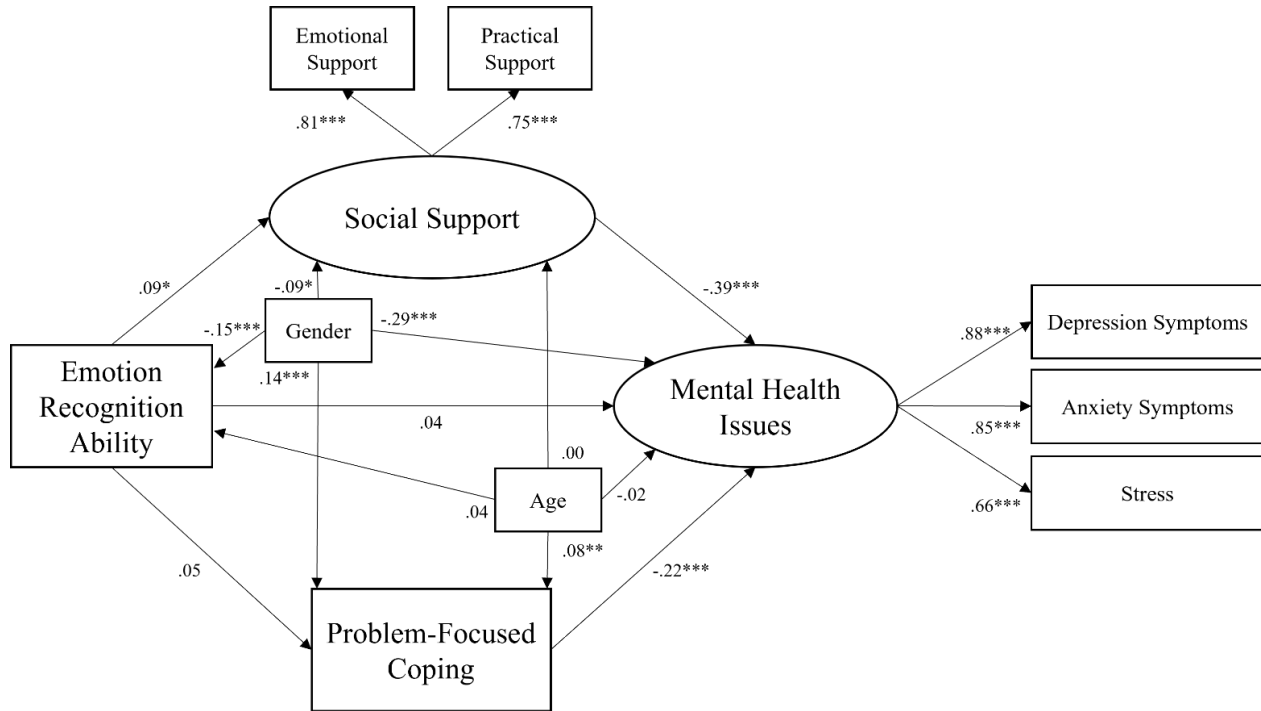 Emotional
Support
Practical
Support
.81***
.75***
Social Support
.09*
-.09*
-.39***
-.15***
Gender
-.29***
.14***
Emotion
Recognition
Ability
.04
Mental Health
Issues
.88***
Depression Symptoms
.85***
Anxiety Symptoms
.66***
Stress
.00
.04
Age
-.02
.08**
.05
-.22***
Problem-Focused
Coping